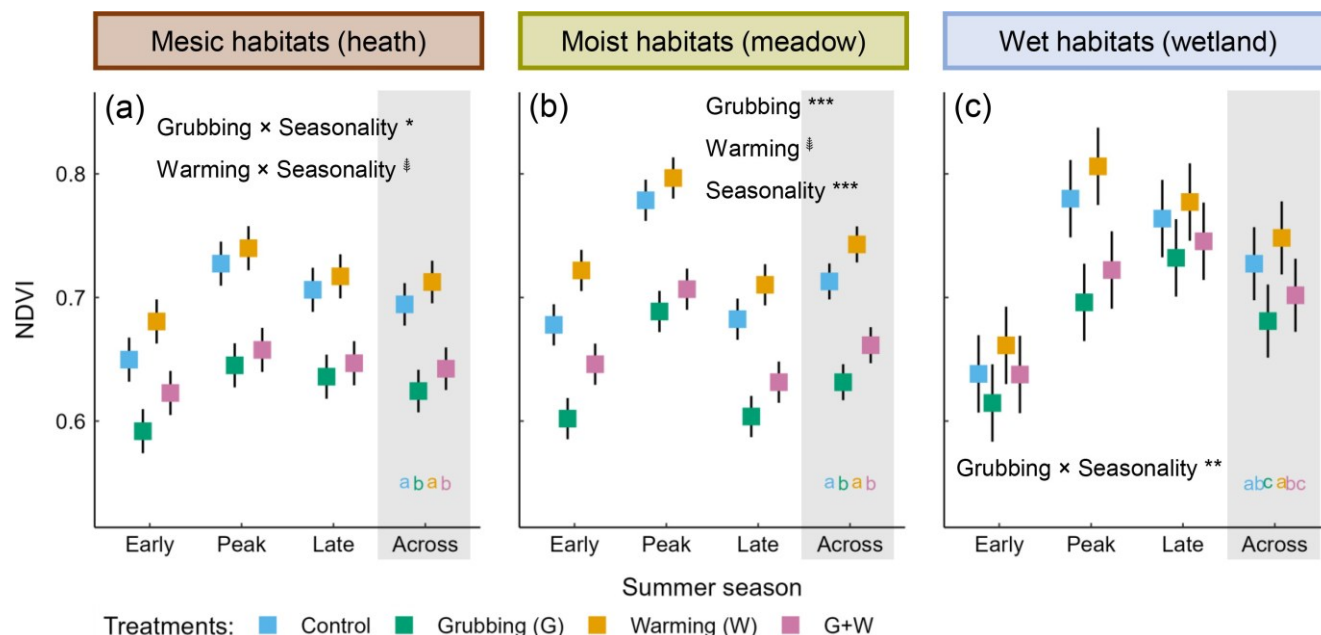 Mesic habitats (heath)
Moist habitats (meadow)
Wet habitats (wetland)
(a)
Grubbing × Seasonality *
Warming × Seasonality
(b)
Grubbing ***
Warming
Seasonality ***
(c)
Grubbing × Seasonality **
NDVI
0.8
0.7
0.6
a b a b
a b a b
ab c a bc
Early Peak Late Across
Early Peak Late Across
Early Peak Late Across
Summer season
Treatments: Control Grubbing (G) Warming (W) G+W